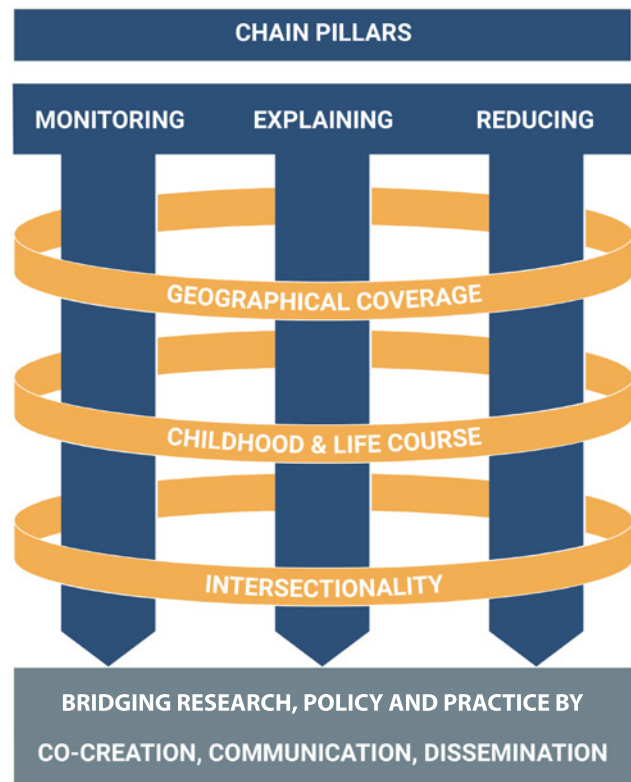 CHAIN PILLARS
MONITORING EXPLAINING REDUCING
GEOGRAPHICAL COVERAGE
CHILDHOOD & LIFE COURSE
INTERSECTIONALITY
BRIDGING RESEARCH, POLICY AND PRACTICE BY
CO-CREATION, COMMUNICATION, DISSEMINATION